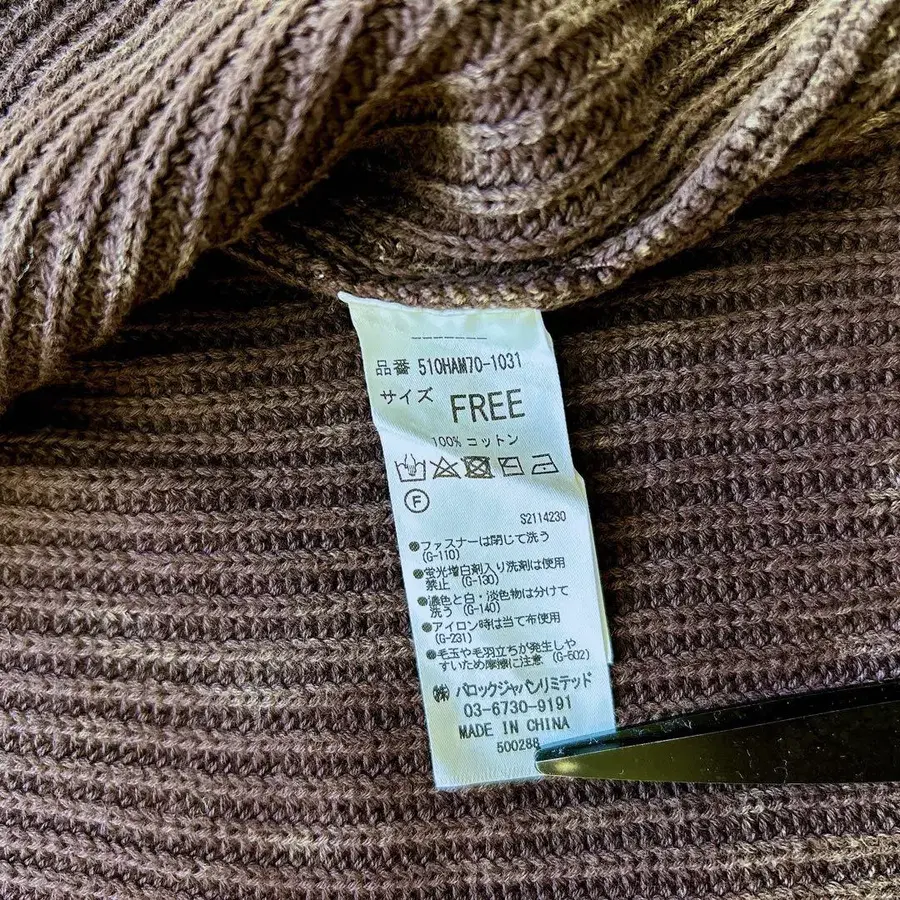 品番 510HAM70-1031
サイズ FREE
100% コットン
F
S2114230
●ファスナーは閉じて洗う
(G-110)
●蛍光増白剤入り洗剤は使用
禁止 (G-130)
●濃色と白・淡色物は分けて
洗う (G-140)
●アイロン時は当て布使用
(G-231)
●毛玉や毛羽立ちが発生しや
すいため摩擦に注意 (G-502)
㈱ バロックジャパンリミテッド
03-6730-9191
MADE IN CHINA
500288